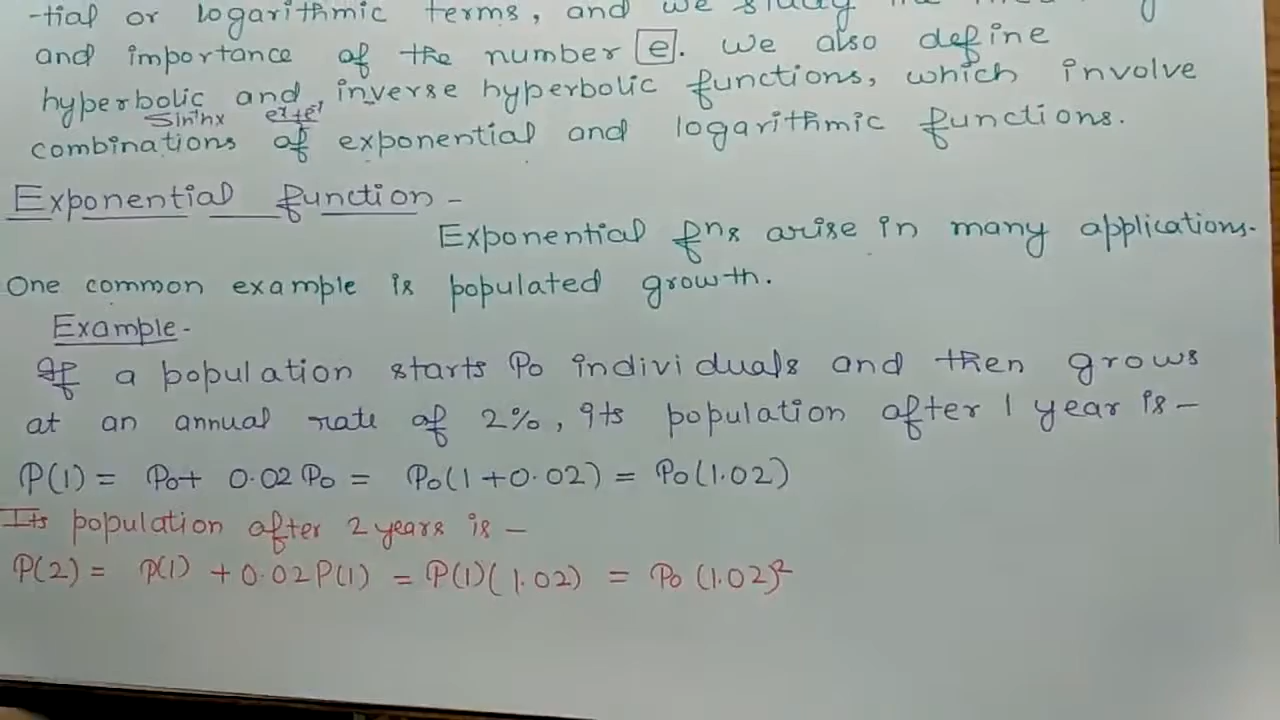 -tial or logarithmic terms, and we study
and importance of the number e. we also define
hyperbolic and inverse hyperbolic functions, which involve
combinations of exponential and logarithmic functions.
Exponential function -
Exponential fns arise in many applications.
One common example is populated growth.
Example -
If a population starts P0 individuals and then grows
at an annual rate of 2%, its population after 1 year is -
P(1) = P0 + 0.02 P0 = P0(1+0.02) = P0(1.02)
Its population after 2 years is -
P(2) = P(1) + 0.02P(1) = P(1)(1.02) = P0 (1.02)²